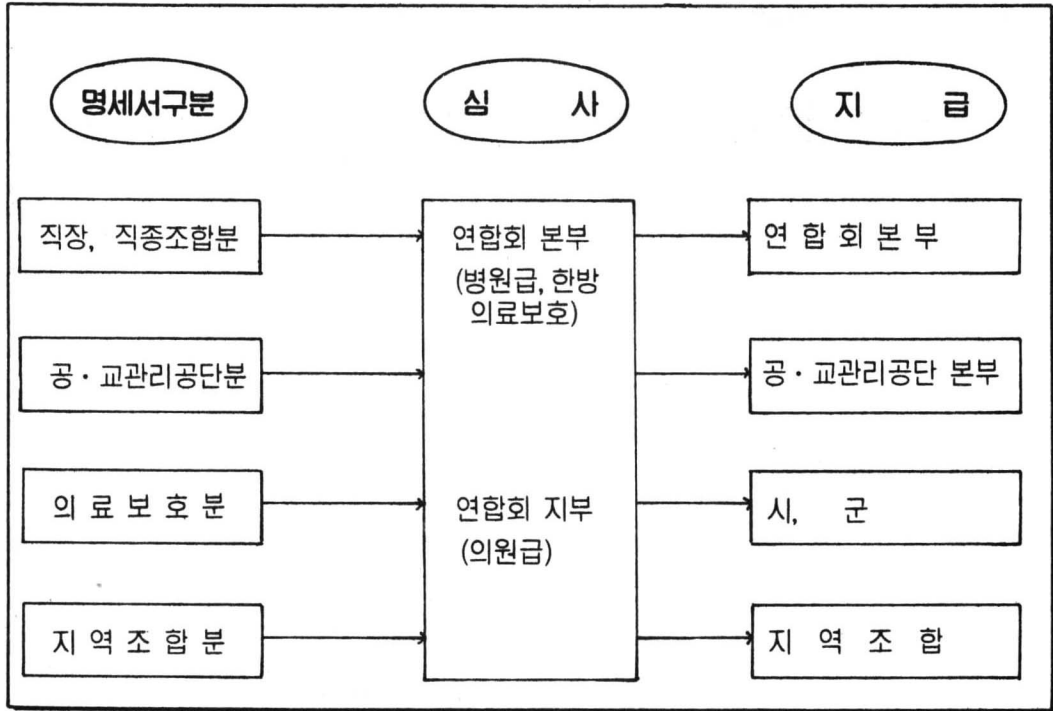 명세서구분
심 사
지 급
직장, 직종조합분
연합회 본부
(병원급, 한방
의료보호)
연 합 회 본 부
공·교관리공단분
공·교관리공단 본부
의 료 보 호 분
연합회 지부
(의원급)
시, 군
지 역 조 합 분
지 역 조 합